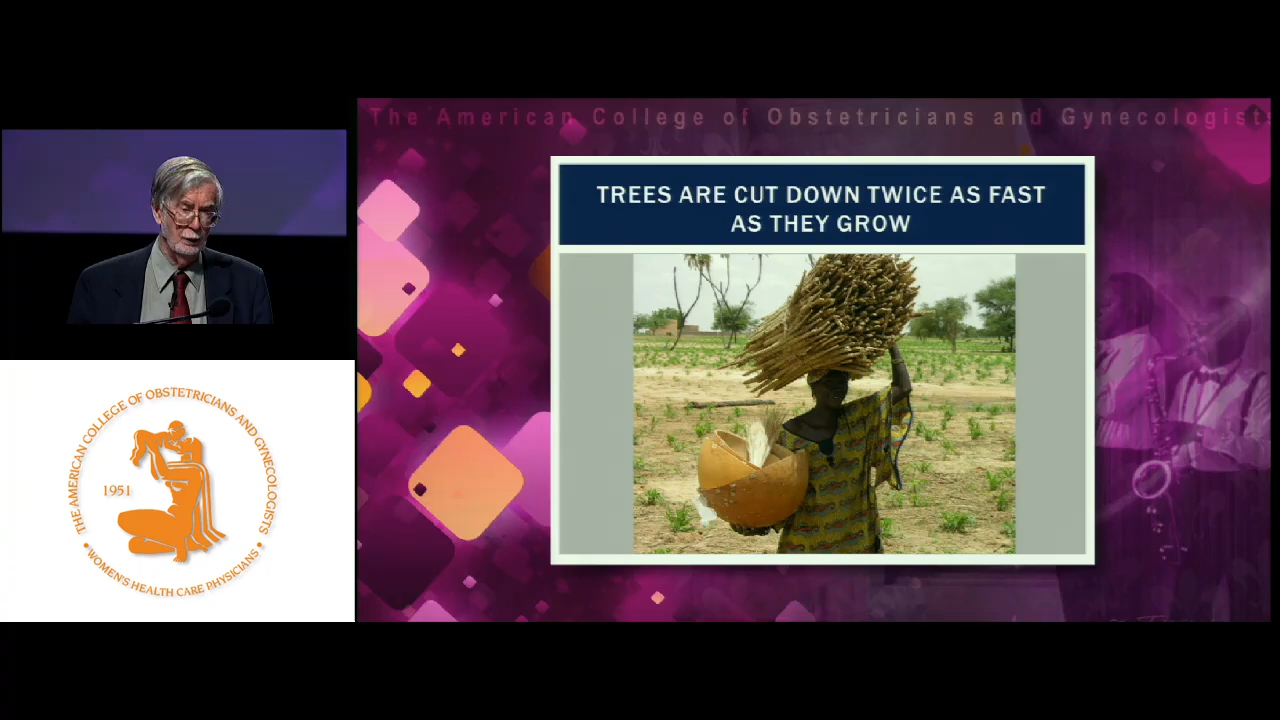 The American College of Obstetricians and Gynecologists
TREES ARE CUT DOWN TWICE AS FAST
AS THEY GROW
THE AMERICAN COLLEGE OF OBSTETRICIANS AND GYNECOLOGISTS
1951
• WOMEN'S HEALTH CARE PHYSICIANS •